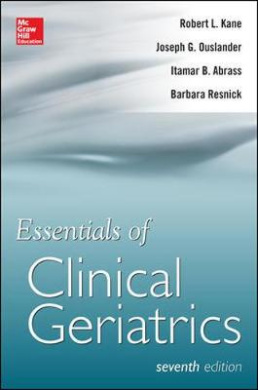 Mc
Graw
Hill
Education
Robert L. Kane
Joseph G. Ouslander
Itamar B. Abrass
Barbara Resnick
Essentials of
Clinical
Geriatrics
seventh edition